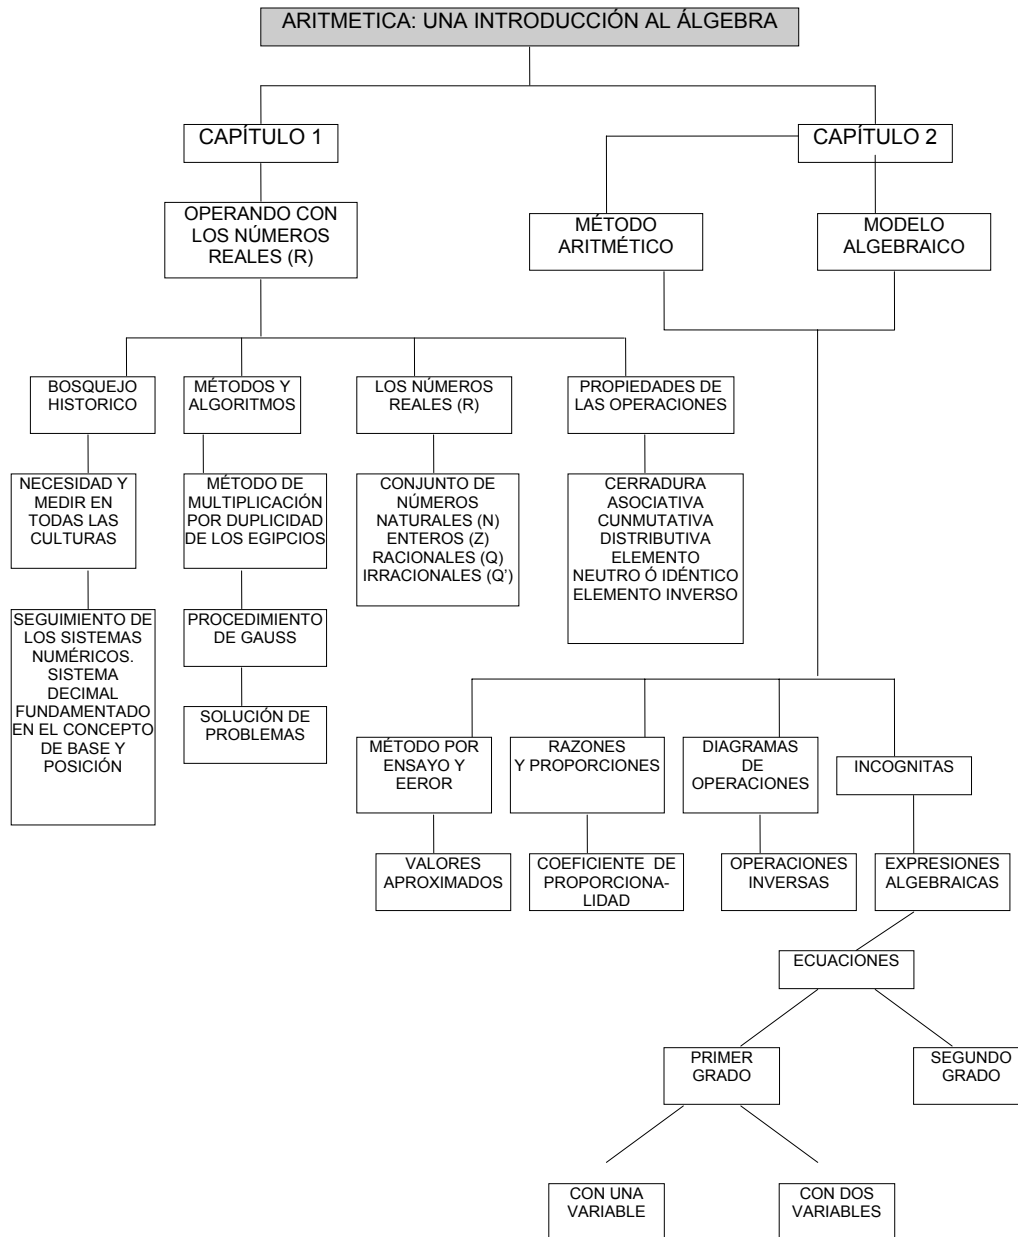 ARITMETICA: UNA INTRODUCCIÓN AL ÁLGEBRA
CAPÍTULO 1
CAPÍTULO 2
OPERANDO CON
LOS NÚMEROS
REALES (R)
MÉTODO
ARITMÉTICO
MODELO
ALGEBRAICO
BOSQUEJO
HISTORICO
MÉTODOS Y
ALGORITMOS
LOS NÚMEROS
REALES (R)
PROPIEDADES DE
LAS OPERACIONES
NECESIDAD Y
MEDIR EN
TODAS LAS
CULTURAS
MÉTODO DE
MULTIPLICACIÓN
POR DUPLICIDAD
DE LOS EGIPCIOS
CONJUNTO DE
NÚMEROS
NATURALES (N)
ENTEROS (Z)
RACIONALES (Q)
IRRACIONALES (Q')
CERRADURA
ASOCIATIVA
CUNMUTATIVA
DISTRIBUTIVA
ELEMENTO
NEUTRO Ó IDÉNTICO
ELEMENTO INVERSO
SEGUIMIENTO DE
LOS SISTEMAS
NUMÉRICOS.
SISTEMA
DECIMAL
FUNDAMENTADO
EN EL CONCEPTO
DE BASE Y
POSICIÓN
PROCEDIMIENTO
DE GAUSS
SOLUCIÓN DE
PROBLEMAS
MÉTODO POR
ENSAYO Y
EEROR
RAZONES
Y PROPORCIONES
DIAGRAMAS
DE
OPERACIONES
INCOGNITAS
VALORES
APROXIMADOS
COEFICIENTE DE
PROPORCIONA-
LIDAD
OPERACIONES
INVERSAS
EXPRESIONES
ALGEBRAICAS
ECUACIONES
PRIMER
GRADO
SEGUNDO
GRADO
CON UNA
VARIABLE
CON DOS
VARIABLES